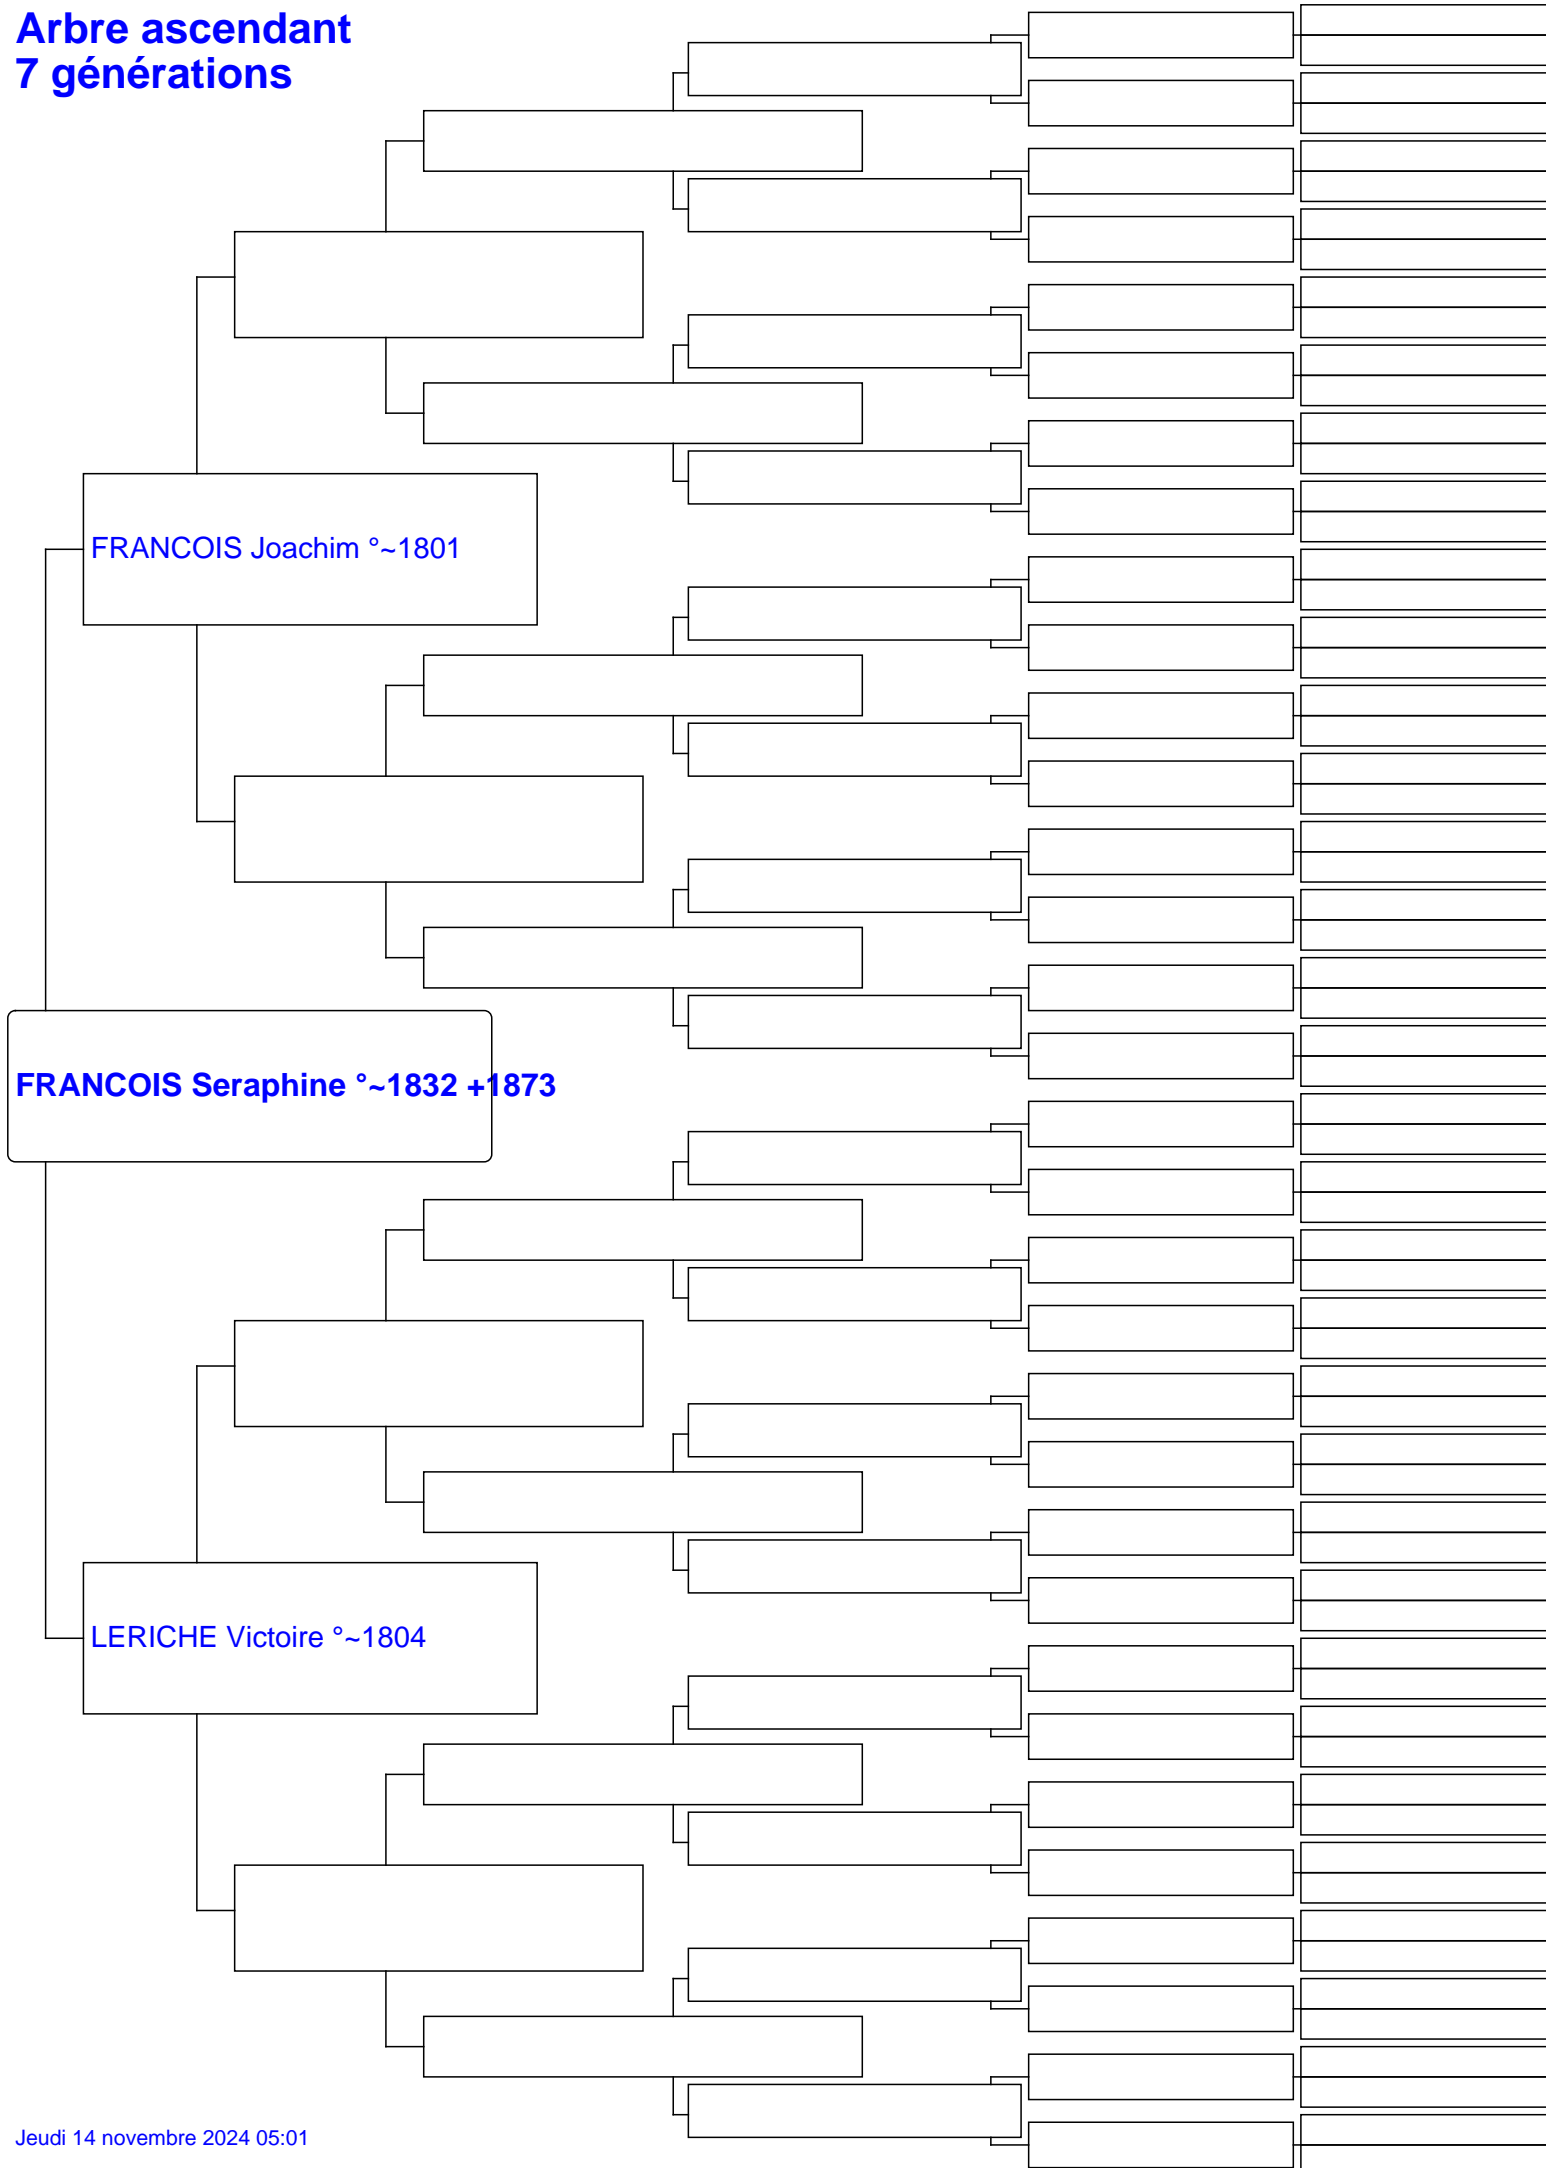 Arbre ascendant
7 générations
FRANCOIS Joachim °~1801
FRANCOIS Seraphine °~1832 +1873
LERICHE Victoire °~1804
Jeudi 14 novembre 2024 05:01